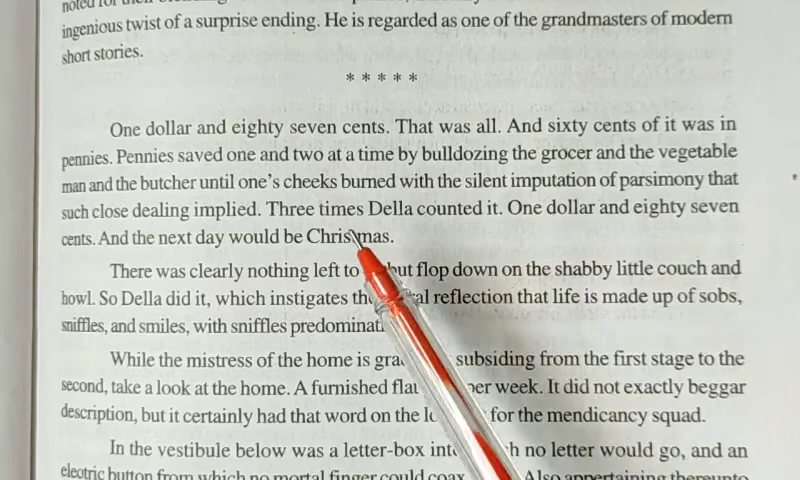 noted for their
ingenious twist of a surprise ending. He is regarded as one of the grandmasters of modern
short stories.
* * * * *
One dollar and eighty seven cents. That was all. And sixty cents of it was in
pennies. Pennies saved one and two at a time by bulldozing the grocer and the vegetable
man and the butcher until one's cheeks burned with the silent imputation of parsimony that
such close dealing implied. Three times Della counted it. One dollar and eighty seven
cents. And the next day would be Christmas.
There was clearly nothing left to but flop down on the shabby little couch and
howl. So Della did it, which instigates the reflection that life is made up of sobs,
sniffles, and smiles, with sniffles
While the mistress of the home is subsiding from the first stage to the
second, take a look at the home. A furnished per week. It did not exactly beggar
description, but it certainly had that word on the for the mendicancy squad.
In the vestibule below was a letter-box no letter would go, and an
electric button from which no mortal finger could coax Also appertaining thereunto